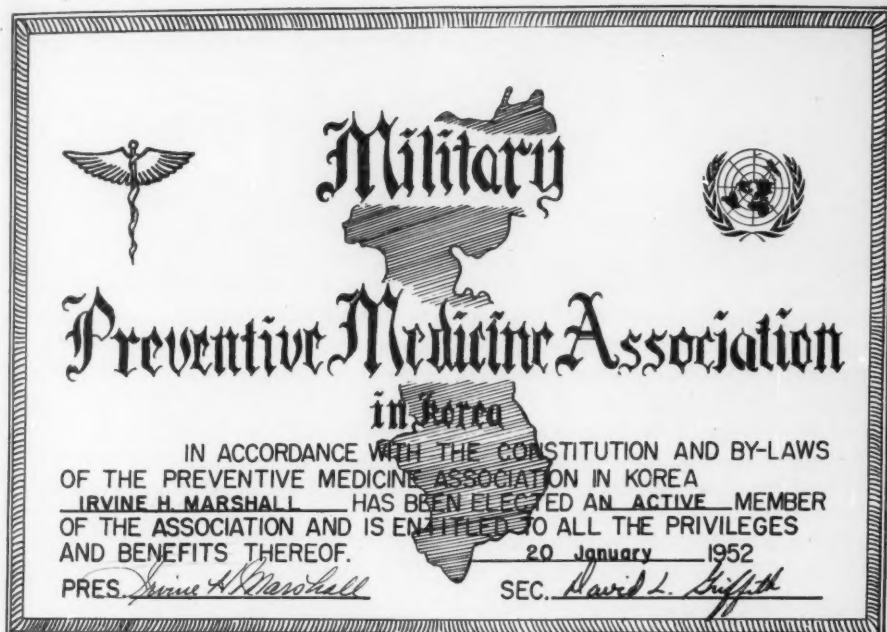 Military
Preventive Medicine Association
in Korea
IN ACCORDANCE WITH THE CONSTITUTION AND BY-LAWS
OF THE PREVENTIVE MEDICINE ASSOCIATION IN KOREA
IRVINE H. MARSHALL HAS BEEN ELECTED AN ACTIVE MEMBER
OF THE ASSOCIATION AND IS ENTITLED TO ALL THE PRIVILEGES
AND BENEFITS THEREOF. 20 January 1952
PRES. Irvine H. Marshall SEC. David L. Griffith